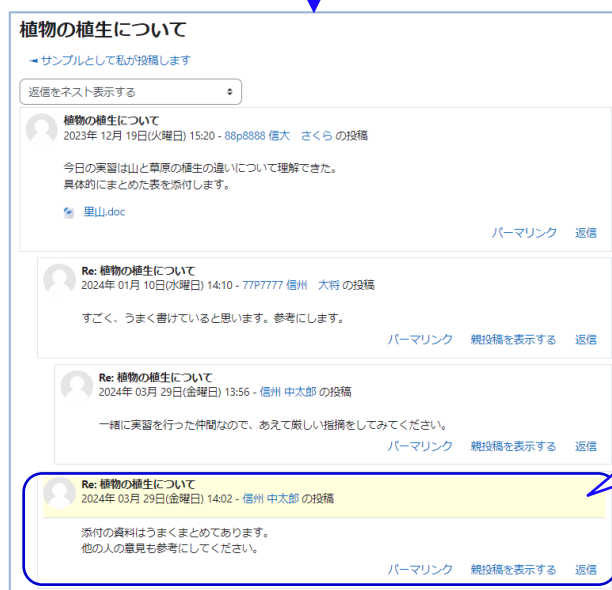 植物の植生について
◄ サンプルとして私が投稿します
返信をネスト表示する
植物の植生について
2023年 12月 19日(火曜日) 15:20 - 88p8888 信大　さくら の投稿
今日の実習は山と草原の植生の違いについて理解できた。
具体的にまとめた表を添付します。
里山.doc
パーマリンク 返信
Re: 植物の植生について
2024年 01月 10日(水曜日) 14:10 - 77P7777 信州　大将 の投稿
すごく、うまく書けていると思います。参考にします。
パーマリンク 親投稿を表示する 返信
Re: 植物の植生について
2024年 03月 29日(金曜日) 13:56 - 信州 中太郎 の投稿
一緒に実習を行った仲間なので、あえて厳しい指摘をしてみてください。
パーマリンク 親投稿を表示する 返信
Re: 植物の植生について
2024年 03月 29日(金曜日) 14:02 - 信州 中太郎 の投稿
添付の資料はうまくまとめてあります。
他の人の意見も参考にしてください。
パーマリンク 親投稿を表示する 返信